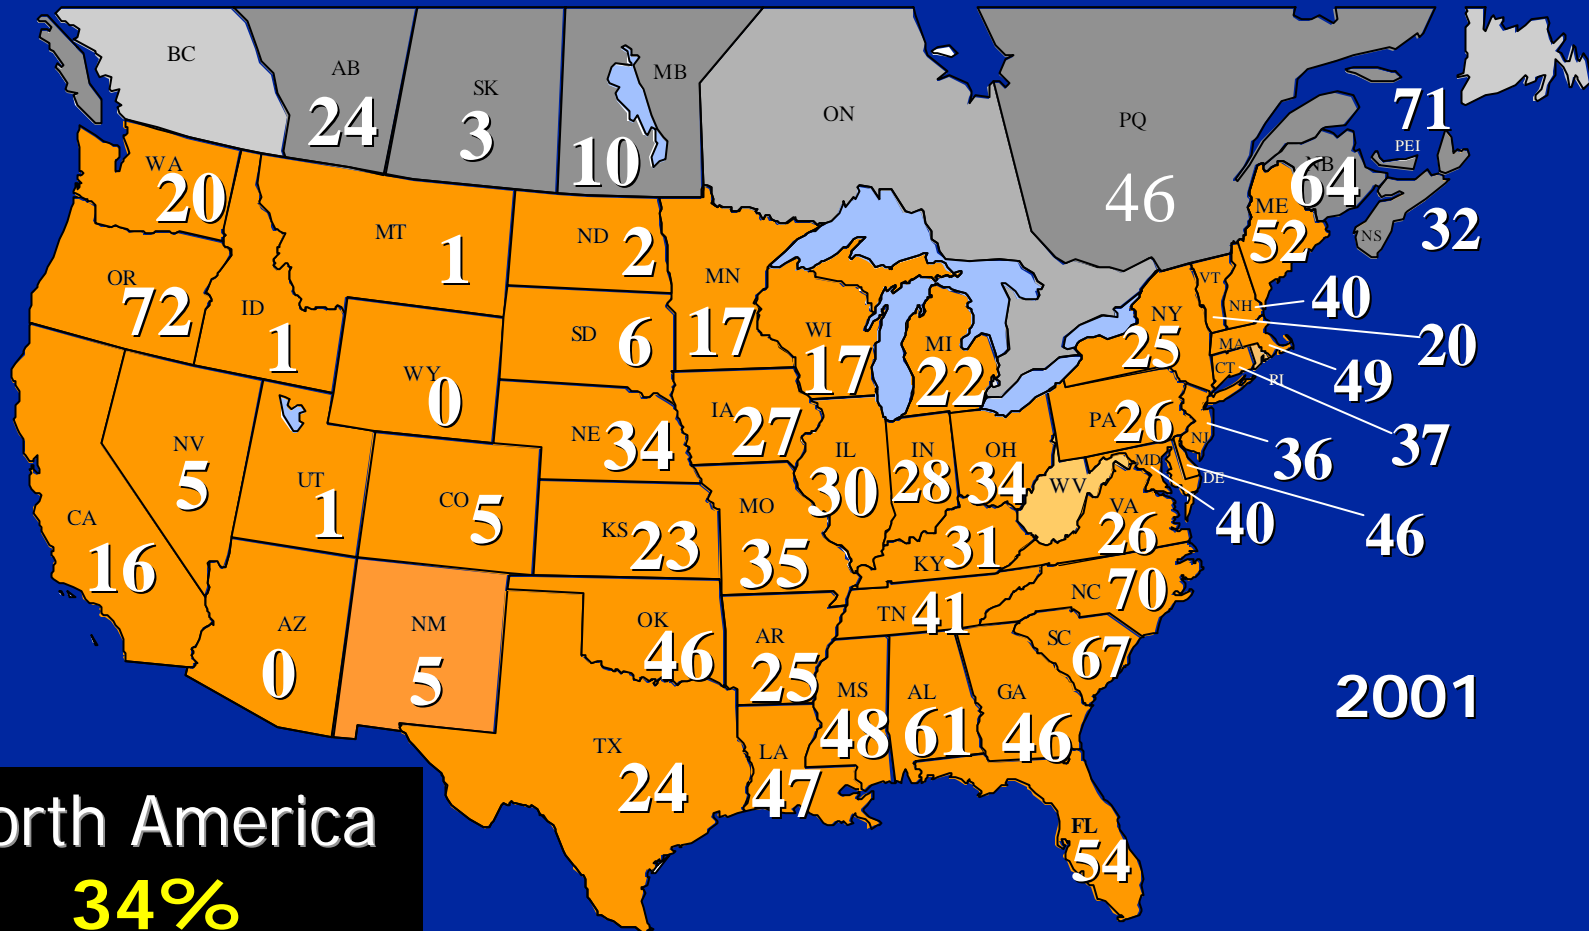 BC
AB
24
SK
3
MB
10
ON
PQ
46
71
PEI
NB
64
NS
32
WA
20
OR
72
ID
1
MT
1
ND
2
MN
17
WI
17
MI
22
NY
25
VT
NH
40
ME
52
20
MA
49
CT
RI
37
SD
6
WY
0
NE
34
IA
27
IL
30
IN
28
OH
34
PA
26
NJ
36
MD
DE
40
46
WV
VA
26
NV
5
UT
1
CO
5
KS
23
MO
35
KY
31
CA
16
AZ
0
NM
5
OK
46
AR
25
TN
41
NC
70
SC
67
MS
48
AL
61
GA
46
TX
24
LA
47
FL
54
2001
orth America
34%